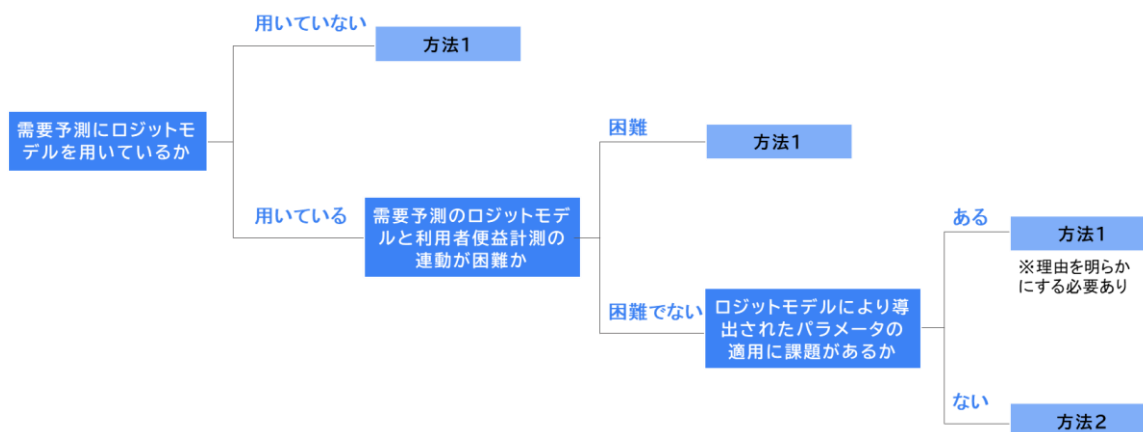 用いていない
方法1
需要予測にロジットモ
デルを用いているか
困難
方法1
用いている
需要予測のロジットモデ
ルと利用者便益計測の
連動が困難か
ある
方法1
※理由を明らか
にする必要あり
困難でない
ロジットモデルにより導
出されたパラメータの
適用に課題があるか
ない
方法2